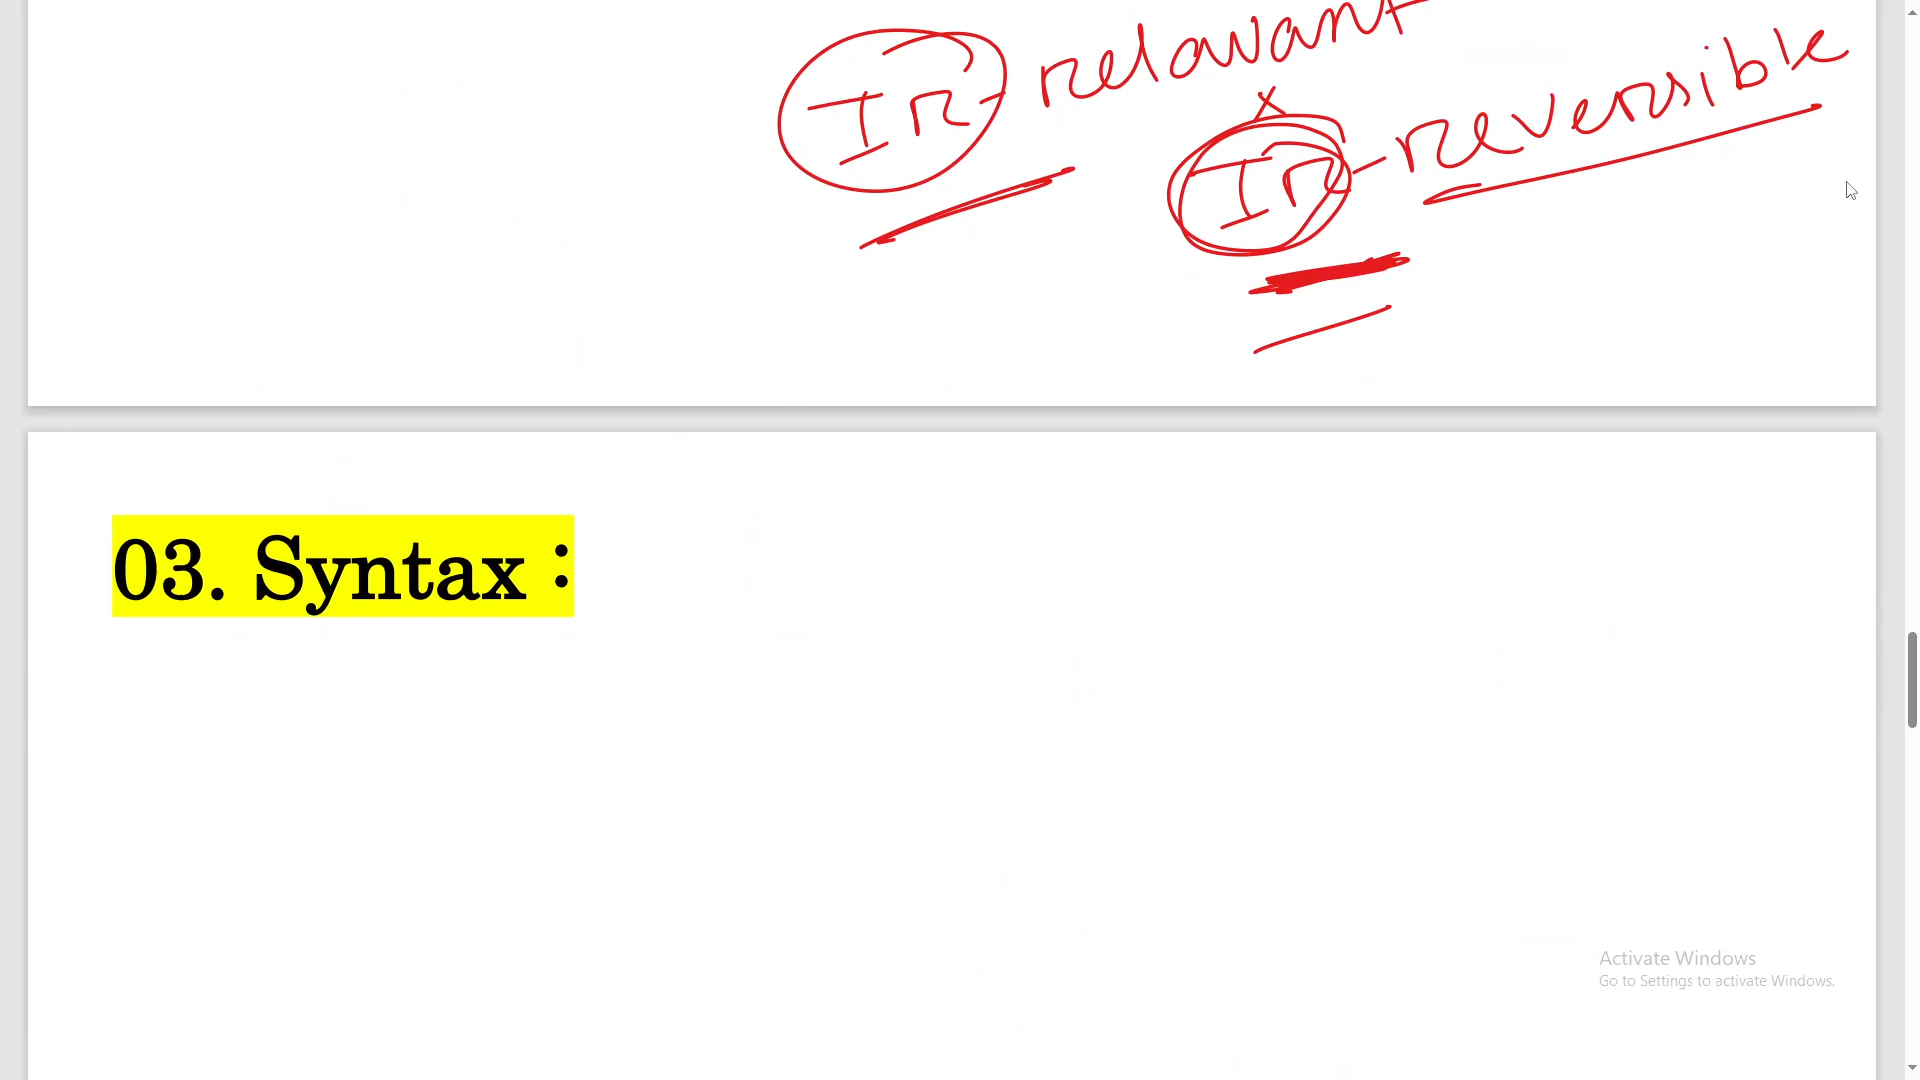 Ir-relavant
Ir-reversible
x
03. Syntax :
Activate Windows
Go to Settings to activate Windows.